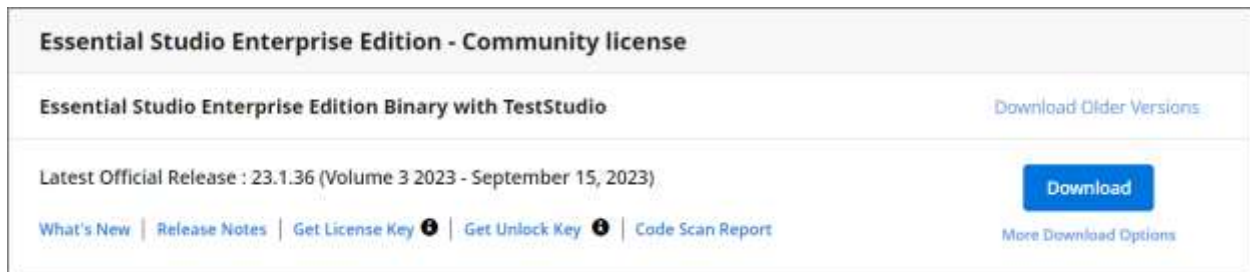 Essential Studio Enterprise Edition - Community license
Essential Studio Enterprise Edition Binary with TestStudio
Download Older Versions
Latest Official Release : 23.1.36 (Volume 3 2023 - September 15, 2023)
Download
What's New | Release Notes | Get License Key | Get Unlock Key | Code Scan Report
More Download Options